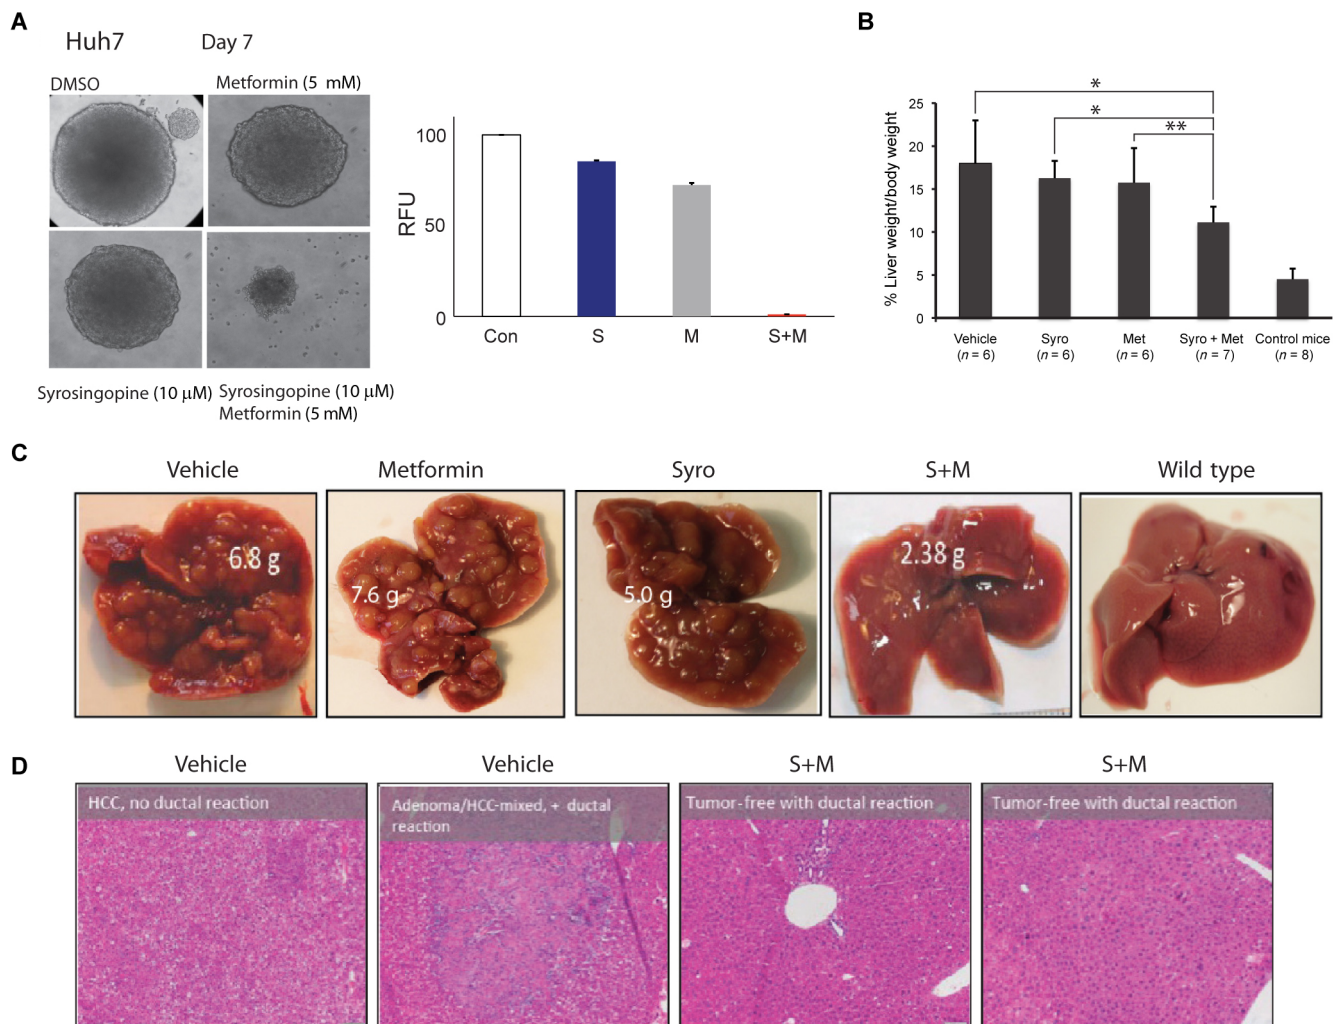 A
Huh7
Day 7
DMSO
Metformin (5 mM)
Syrosingopine (10 µM)
Syrosingopine (10 µM)
Metformin (5 mM)
RFU
100
50
0
Con
S
M
S+M
B
% Liver weight/body weight
25
20
15
10
5
0
*
*
**
Vehicle
(n = 6)
Syro
(n = 6)
Met
(n = 6)
Syro + Met
(n = 7)
Control mice
(n = 8)
C
Vehicle
Metformin
Syro
S+M
Wild type
6.8 g
7.6 g
5.0 g
2.38 g
D
Vehicle
Vehicle
S+M
S+M
HCC, no ductal reaction
Adenoma/HCC-mixed, + ductal
reaction
Tumor-free with ductal reaction
Tumor-free with ductal reaction